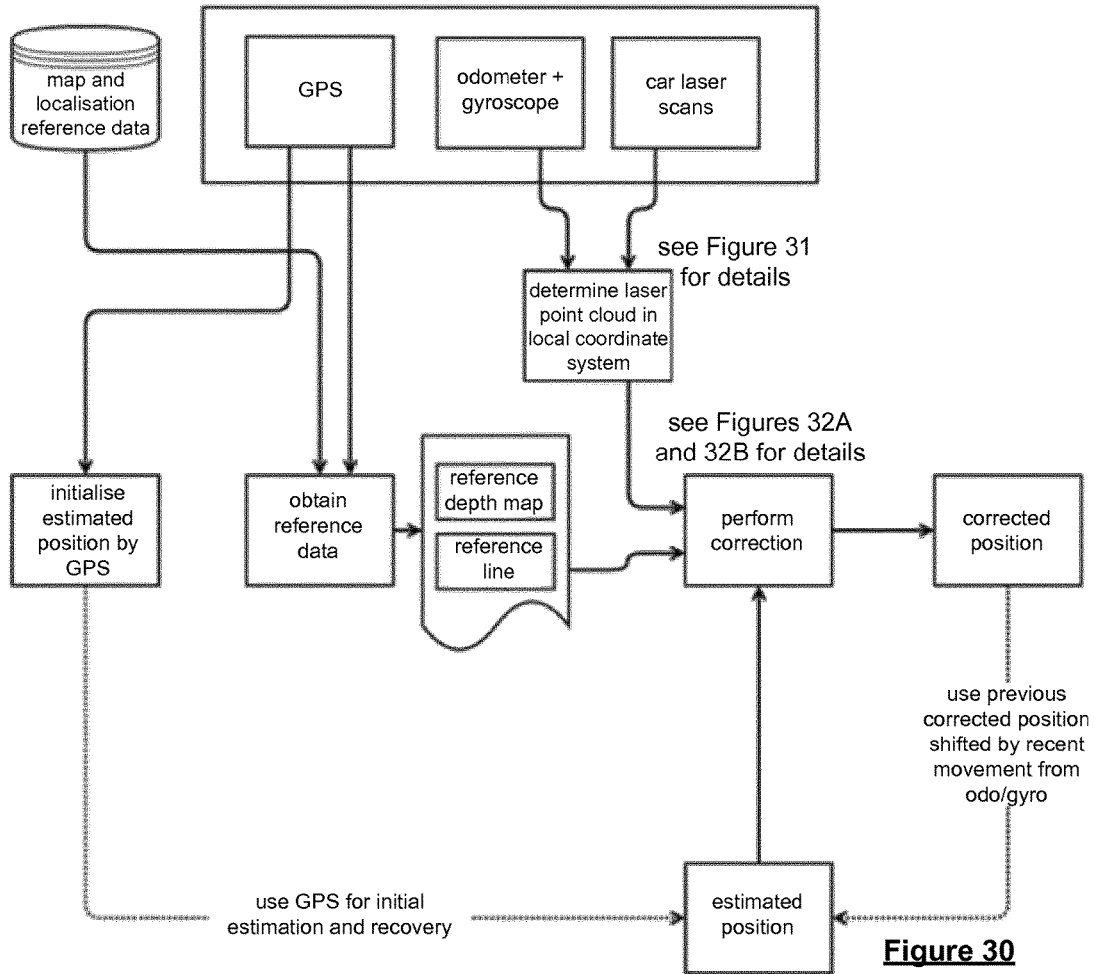 map and
localisation
reference data
GPS
odometer +
gyroscope
car laser
scans
see Figure 31
for details
determine laser
point cloud in
local coordinate
system
see Figures 32A
and 32B for details
initialise
estimated
position by
GPS
obtain
reference
data
reference
depth map
reference
line
perform
correction
corrected
position
use previous
corrected position
shifted by recent
movement from
odo/gyro
use GPS for initial
estimation and recovery
estimated
position
Figure 30